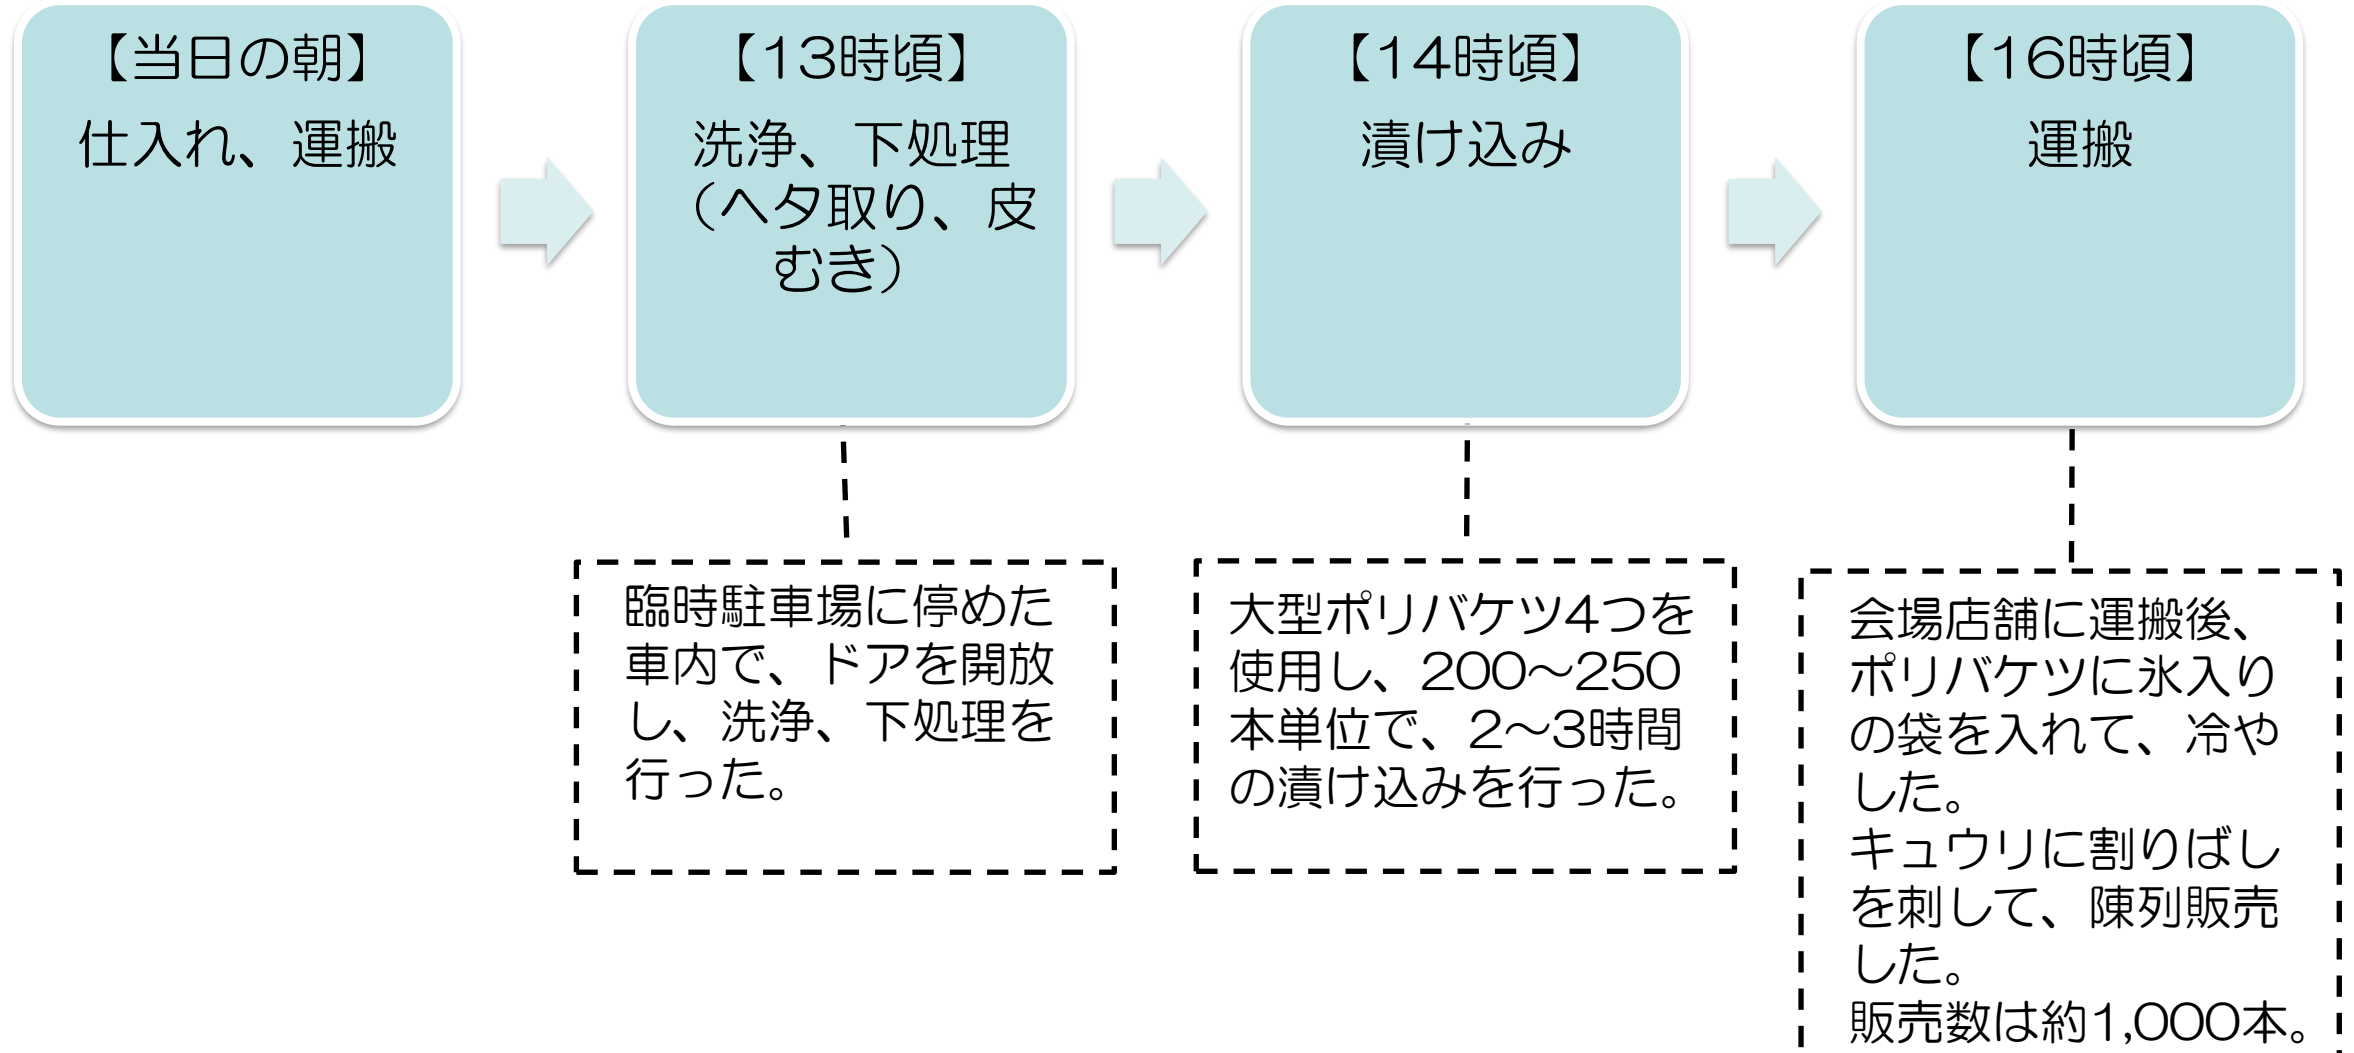 【当日の朝】
仕入れ、運搬
【13時頃】
洗浄、下処理
（ヘタ取り、皮
むき）
【14時頃】
漬け込み
【16時頃】
運搬
臨時駐車場に停めた
車内で、ドアを開放
し、洗浄、下処理を
行った。
大型ポリバケツ4つを
使用し、200～250
本単位で、2～3時間
の漬け込みを行った。
会場店舗に運搬後、
ポリバケツに氷入り
の袋を入れて、冷や
した。
キュウリに割りばし
を刺して、陳列販売
した。
販売数は約1,000本。